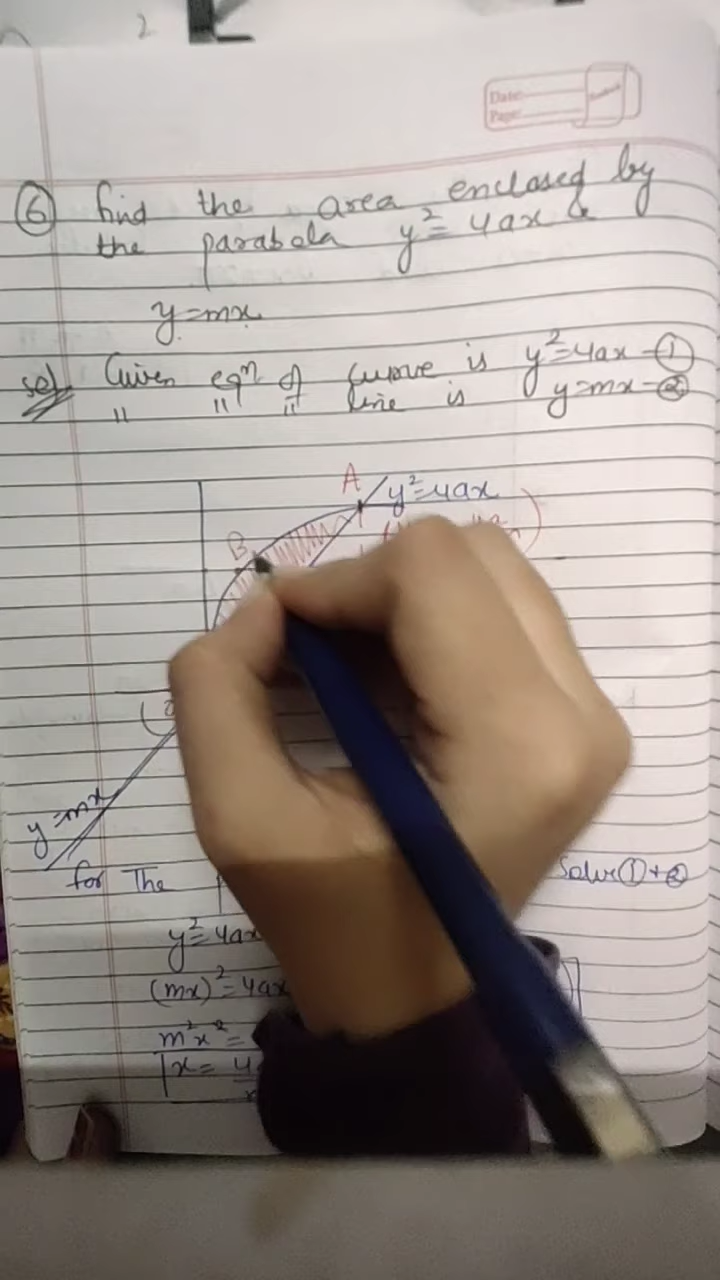 2
Date:
Page:
⑥ find the area enclosed by
the parabola y²=4ax &
y=mx
Sol. Given eqⁿ of curve is y²=4ax -①
" " " line is y=mx-②
A y²=4ax
B
y=mx
for The Solve①+②
y²=4ax
(mx)²=4ax
m²x²=
x=